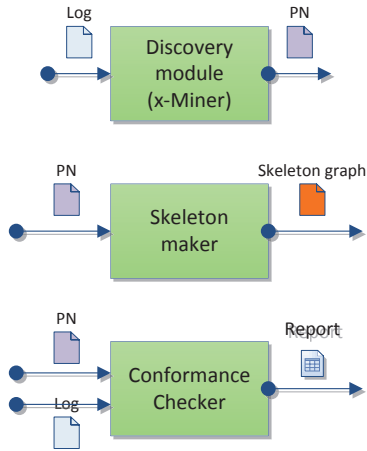 Log
PN
Discovery
module
(x-Miner)
PN
Skeleton graph
Skeleton
maker
PN
Report
Conformance
Checker
Log